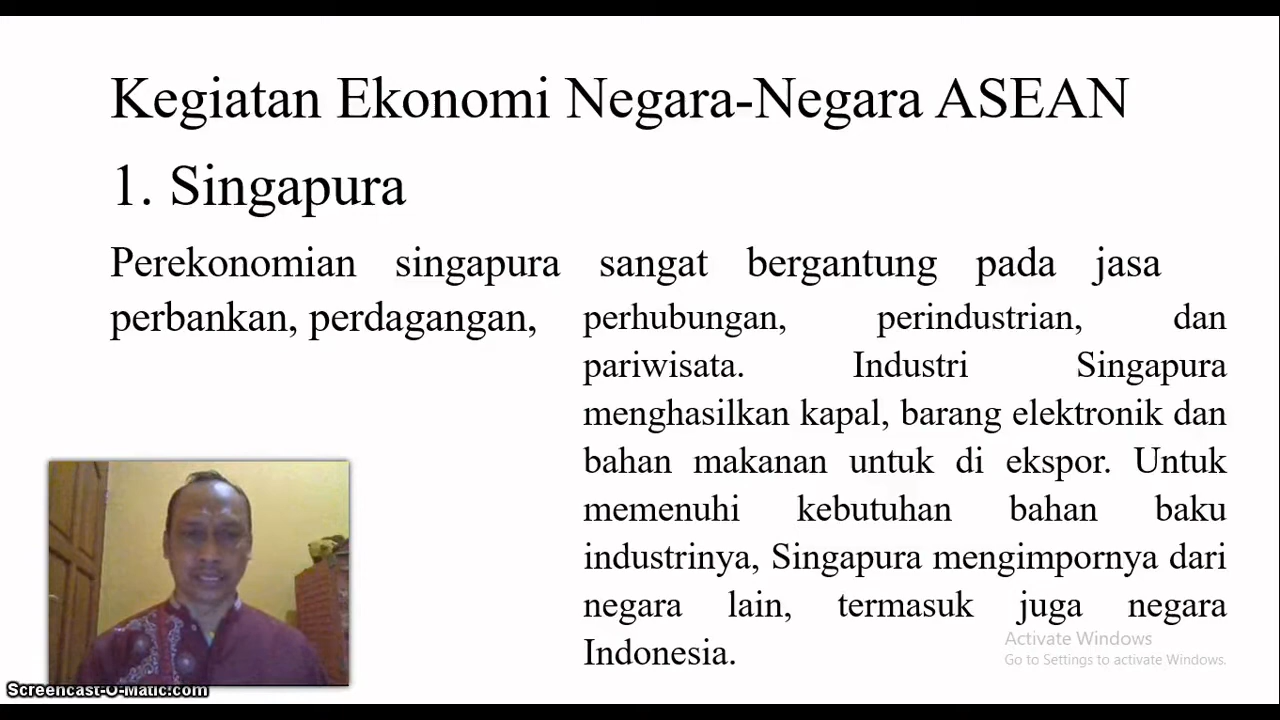 Kegiatan Ekonomi Negara-Negara ASEAN
1. Singapura
Perekonomian singapura sangat bergantung pada jasa
perbankan, perdagangan,
perhubungan, perindustrian, dan
pariwisata. Industri Singapura
menghasilkan kapal, barang elektronik dan
bahan makanan untuk di ekspor. Untuk
memenuhi kebutuhan bahan baku
industrinya, Singapura mengimpornya dari
negara lain, termasuk juga negara
Indonesia.
Activate Windows
Go to Settings to activate Windows.
Screencast-O-Matic.com